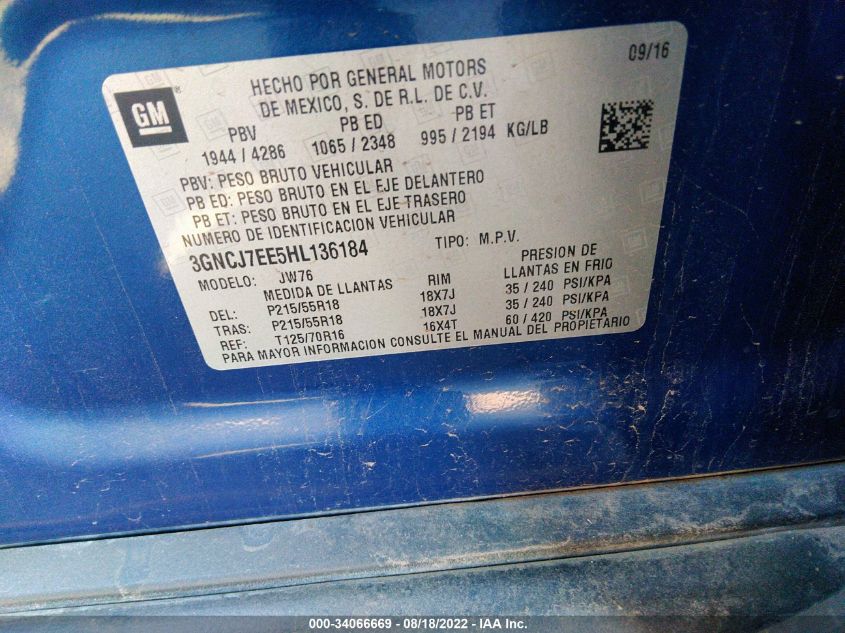 09/16
GM
HECHO POR GENERAL MOTORS
DE MEXICO, S. DE R.L. DE C.V.
PBV PB ED PB ET
1944 / 4286 1065 / 2348 995 / 2194 KG/LB
PBV: PESO BRUTO VEHICULAR
PB ED: PESO BRUTO EN EL EJE DELANTERO
PB ET: PESO BRUTO EN EL EJE TRASERO
NUMERO DE IDENTIFICACION VEHICULAR
3GNCJ7EE5HL136184 TIPO: M.P.V.
MODELO: JW76
MEDIDA DE LLANTAS RIM PRESION DE LLANTAS EN FRIO
DEL: P215/55R18 18X7J 35 / 240 PSI/KPA
TRAS: P215/55R18 18X7J 35 / 240 PSI/KPA
REF: T125/70R16 16X4T 60 / 420 PSI/KPA
PARA MAYOR INFORMACION CONSULTE EL MANUAL DEL PROPIETARIO
000-34066669 - 08/18/2022 - IAA Inc.